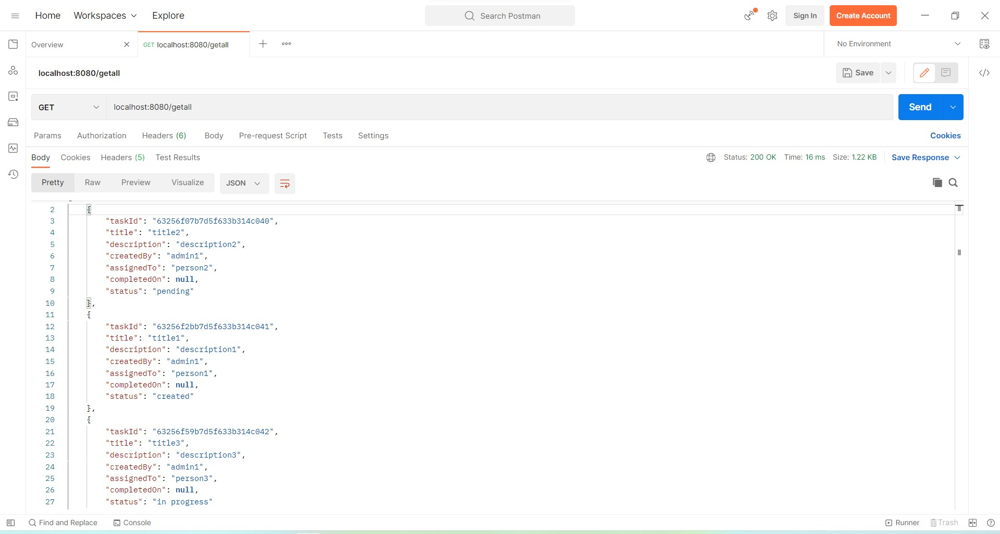 Home Workspaces Explore Search Postman Sign In Create Account
Overview GET localhost:8080/getall No Environment
localhost:8080/getall Save
GET localhost:8080/getall Send
Params Authorization Headers (6) Body Pre-request Script Tests Settings Cookies
Body Cookies Headers (5) Test Results Status: 200 OK Time: 16 ms Size: 1.22 KB Save Response
Pretty Raw Preview Visualize JSON
2 {
3 "taskId": "63256f07b7d5f633b314c040",
4 "title": "title2",
5 "description": "description2",
6 "createdBy": "admin1",
7 "assignedTo": "person2",
8 "completedOn": null,
9 "status": "pending"
10 },
11 {
12 "taskId": "63256f2bb7d5f633b314c041",
13 "title": "title1",
14 "description": "description1",
15 "createdBy": "admin1",
16 "assignedTo": "person1",
17 "completedOn": null,
18 "status": "created"
19 },
20 {
21 "taskId": "63256f59b7d5f633b314c042",
22 "title": "title3",
23 "description": "description3",
24 "createdBy": "admin1",
25 "assignedTo": "person3",
26 "completedOn": null,
27 "status": "in progress"
Find and Replace Console Runner Trash